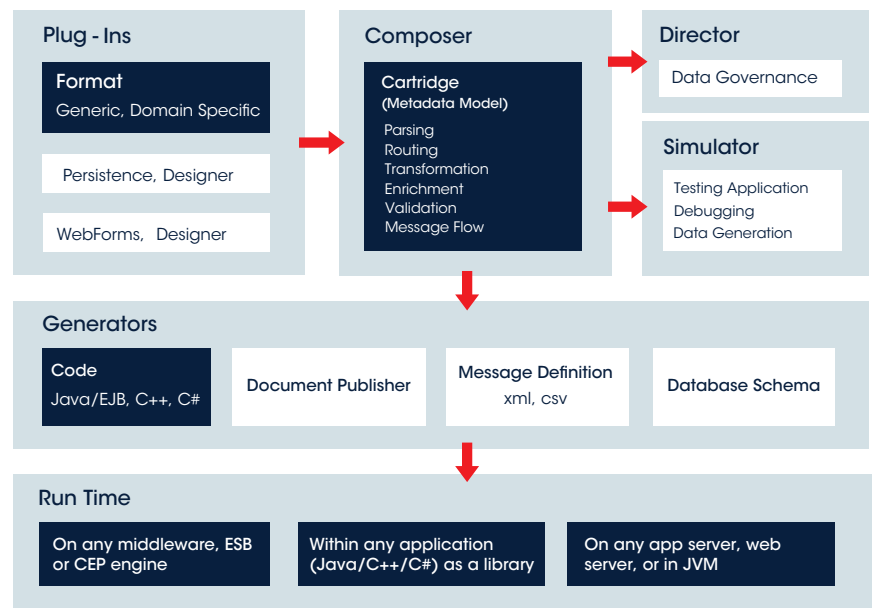 Plug - Ins
Format
Generic, Domain Specific
Persistence, Designer
WebForms, Designer
Composer
Cartridge
(Metadata Model)
Parsing
Routing
Transformation
Enrichment
Validation
Message Flow
Director
Data Governance
Simulator
Testing Application
Debugging
Data Generation
Generators
Code
Java/EJB, C++, C#
Document Publisher
Message Definition
xml, csv
Database Schema
Run Time
On any middleware, ESB
or CEP engine
Within any application
(Java/C++/C#) as a library
On any app server, web
server, or in JVM